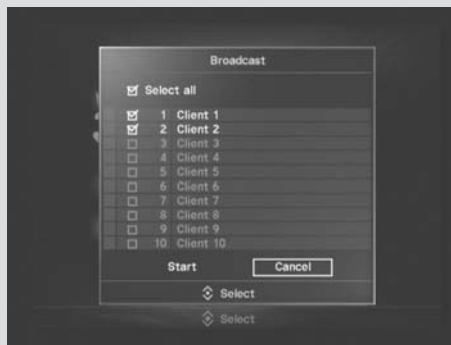 Broadcast
Select all
1 Client 1
2 Client 2
3 Client 3
4 Client 4
5 Client 5
6 Client 6
7 Client 7
8 Client 8
9 Client 9
10 Client 10
Start Cancel
Select
Select